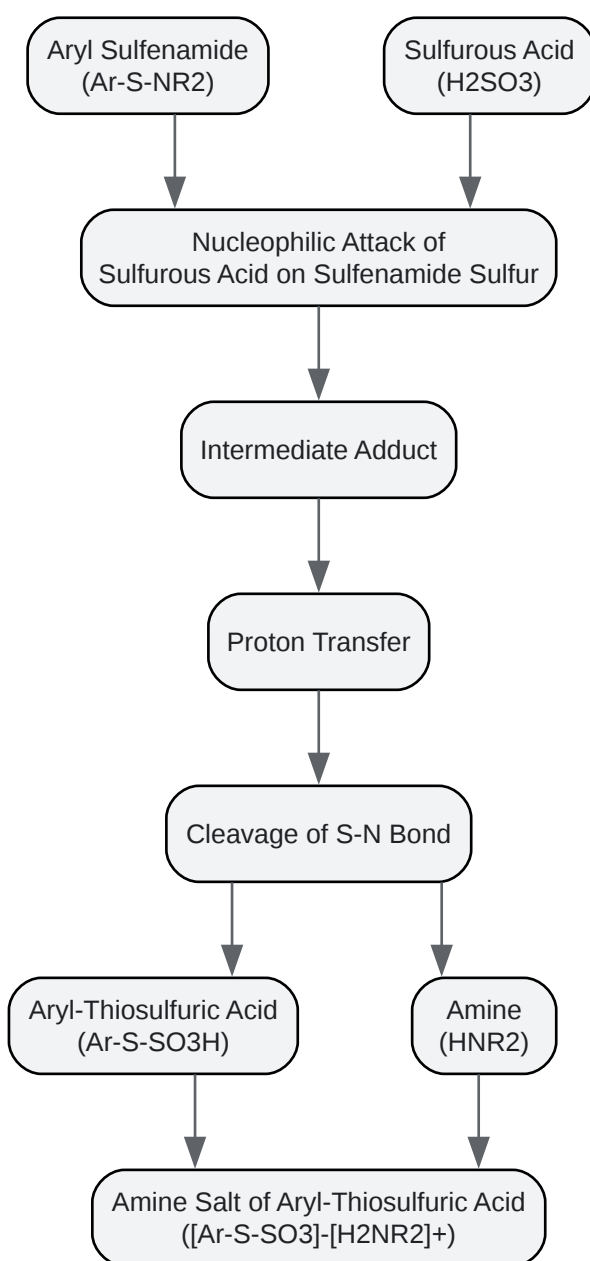 Aryl Sulfenamide
(Ar-S-NR2)
Sulfurous Acid
(H2SO3)
Nucleophilic Attack of
Sulfurous Acid on Sulfenamide Sulfur
Intermediate Adduct
Proton Transfer
Cleavage of S-N Bond
Aryl-Thiosulfuric Acid
(Ar-S-SO3H)
Amine
(HNR2)
Amine Salt of Aryl-Thiosulfuric Acid
([Ar-S-SO3]-[H2NR2]+)